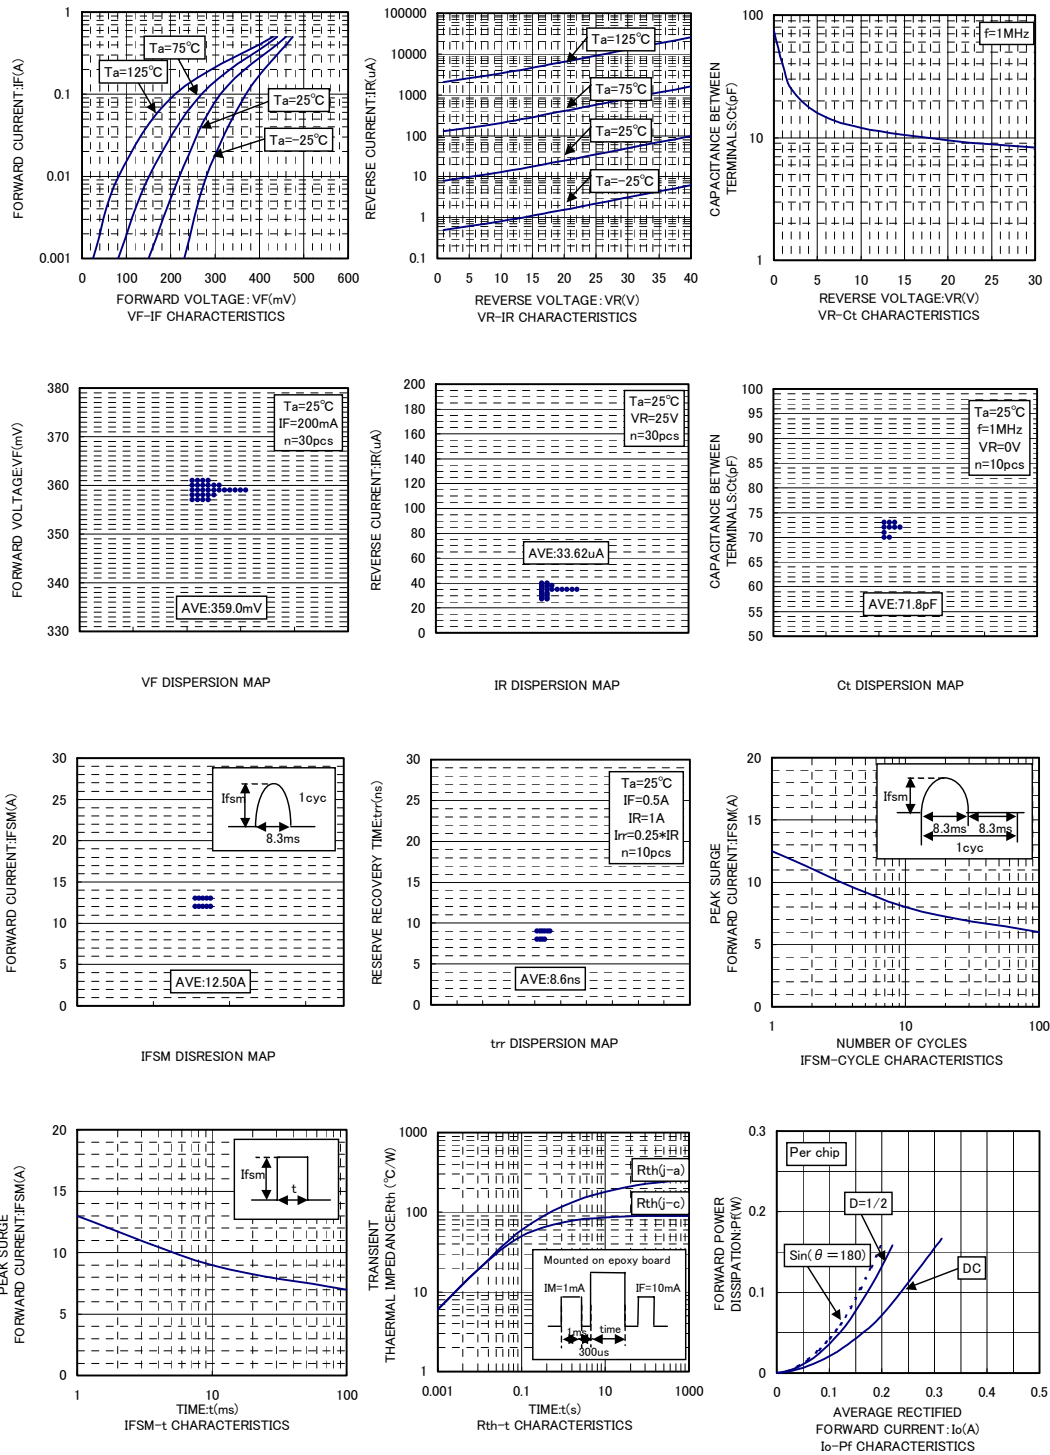 FORWARD CURRENT:IF(A)
1
0.1
0.01
0.001
Ta=75℃
Ta=125℃
Ta=25℃
Ta=-25℃
0 100 200 300 400 500 600
FORWARD VOLTAGE:VF(mV)
VF-IF CHARACTERISTICS
REVERSE CURRENT:IR(uA)
100000
10000
1000
100
10
1
0.1
Ta=125℃
Ta=75℃
Ta=25℃
Ta=-25℃
0 10 20 30 40
REVERSE VOLTAGE:VR(V)
VR-IR CHARACTERISTICS
CAPACITANCE BETWEEN
TERMINALS:Ct(pF)
100
10
1
f=1MHz
0 5 10 15 20 25 30
REVERSE VOLTAGE:VR(V)
VR-Ct CHARACTERISTICS
FORWARD VOLTAGE:VF(mV)
380
370
360
350
340
330
Ta=25℃
IF=200mA
n=30pcs
AVE:359.0mV
VF DISPERSION MAP
REVERSE CURRENT:IR(uA)
200
180
160
140
120
100
80
60
40
20
0
Ta=25℃
VR=25V
n=30pcs
AVE:33.62uA
IR DISPERSION MAP
CAPACITANCE BETWEEN
TERMINALS:Ct(pF)
100
95
90
85
80
75
70
65
60
55
50
Ta=25℃
f=1MHz
VR=0V
n=10pcs
AVE:71.8pF
Ct DISPERSION MAP
FORWARD CURRENT:IFSM(A)
30
25
20
15
10
5
0
Ifsm
1cyc
8.3ms
AVE:12.50A
IFSM DISRESION MAP
RESERVE RECOVERY TIME:trr(ns)
30
25
20
15
10
5
0
Ta=25℃
IF=0.5A
IR=1A
Irr=0.25*IR
n=10pcs
AVE:8.6ns
trr DISPERSION MAP
PEAK SURGE
FORWARD CURRENT:IFSM(A)
20
15
10
5
0
Ifsm
8.3ms 8.3ms
1cyc
1 10 100
NUMBER OF CYCLES
IFSM-CYCLE CHARACTERISTICS
PEAK SURGE
FORWARD CURRENT:IFSM(A)
20
15
10
5
0
Ifsm
t
1 10 100
TIME:t(ms)
IFSM-t CHARACTERISTICS
TRANSIENT
THAERMAL IMPEDANCE:Rth (℃/W)
1000
100
10
1
Rth(j-a)
Rth(j-c)
Mounted on epoxy board
IM=1mA IF=10mA
1ms time
300us
0.001 0.1 10 1000
TIME:t(s)
Rth-t CHARACTERISTICS
FORWARD POWER
DISSIPATION:Pf(W)
0.3
0.2
0.1
0
Per chip
D=1/2
Sin(θ=180)
DC
0 0.1 0.2 0.3 0.4 0.5
AVERAGE RECTIFIED
FORWARD CURRENT:Io(A)
Io-Pf CHARACTERISTICS